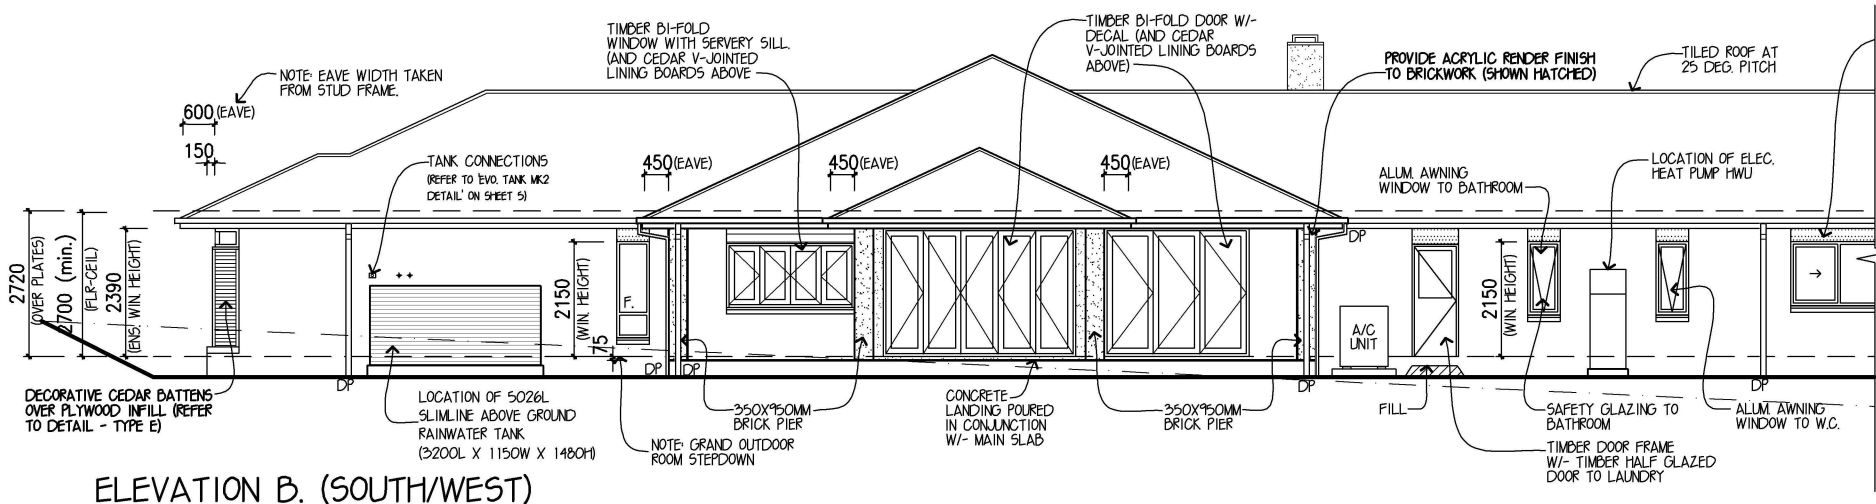 TIMBER BI-FOLD
WINDOW WITH SERVERY SILL.
(AND CEDAR V-JOINTED
LINING BOARDS ABOVE
TIMBER BI-FOLD DOOR W/-
DECAL (AND CEDAR
V-JOINTED LINING BOARDS
ABOVE)
PROVIDE ACRYLIC RENDER FINISH
TO BRICKWORK (SHOWN HATCHED)
TILED ROOF AT
25 DEG. PITCH
NOTE: EAVE WIDTH TAKEN
FROM STUD FRAME.
600 (EAVE)
150
TANK CONNECTIONS
(REFER TO 'EVO. TANK MK2
DETAIL' ON SHEET 5)
450 (EAVE)
450 (EAVE)
450 (EAVE)
ALUM. AWNING
WINDOW TO BATHROOM
LOCATION OF ELEC.
HEAT PUMP HWU
2720
(OVER PLATES)
2700 (min.)
(FLR-CEIL)
2390
(ENS. WIN. HEIGHT)
2150
(WIN. HEIGHT)
75
F.
DP
2150
(WIN. HEIGHT)
A/C
UNIT
DP
DP
DP
DP
DP
DECORATIVE CEDAR BATTENS
OVER PLYWOOD INFILL (REFER
TO DETAIL - TYPE E)
LOCATION OF 5026L
SLIMLINE ABOVE GROUND
RAINWATER TANK
(3200L X 1150W X 1480H)
NOTE: GRAND OUTDOOR
ROOM STEPDOWN
350X950MM
BRICK PIER
CONCRETE
LANDING POURED
IN CONJUNCTION
W/- MAIN SLAB
350X950MM
BRICK PIER
FILL
SAFETY GLAZING TO
BATHROOM
TIMBER DOOR FRAME
W/- TIMBER HALF GLAZED
DOOR TO LAUNDRY
ALUM. AWNING
WINDOW TO W.C.
ELEVATION B. (SOUTH/WEST)